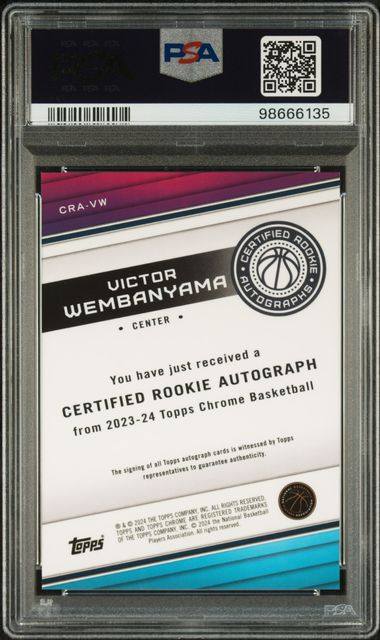 PSA
98666135
CRA-VW
CERTIFIED ROOKIE
AUTOGRAPHS
VICTOR
WEMBANYAMA
• CENTER •
You have just received a
CERTIFIED ROOKIE AUTOGRAPH
from 2023-24 Topps Chrome Basketball
The signing of all Topps autograph cards is witnessed by Topps
representatives to guarantee authenticity.
® & © 2024 THE TOPPS COMPANY, INC. ALL RIGHTS RESERVED.
TOPPS AND TOPPS CHROME ARE REGISTERED TRADEMARKS
OF THE TOPPS COMPANY, INC. © 2024 the National Basketball
Players Association. All Rights Reserved.
topps
PSA